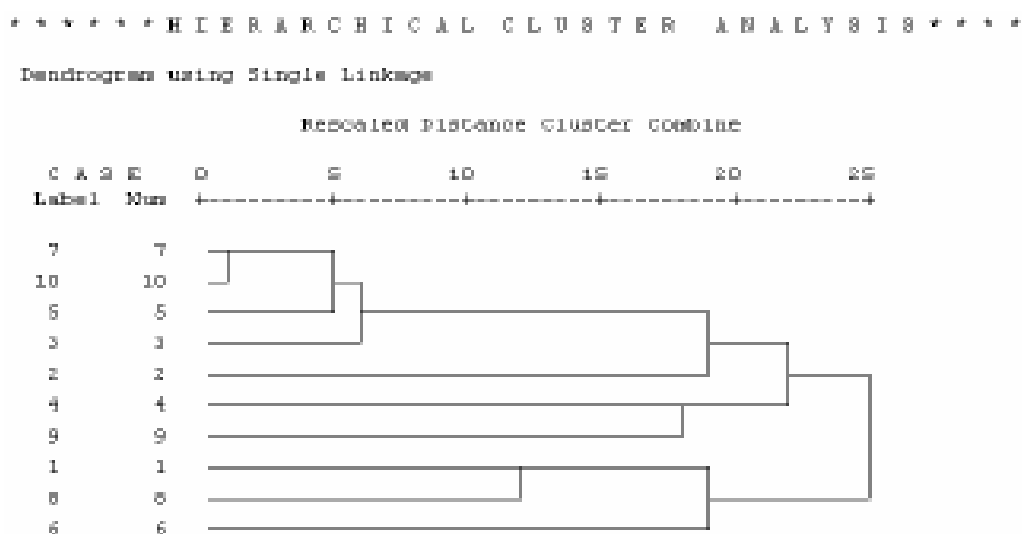 * * * * * * H I E R A R C H I C A L   C L U S T E R   A N A L Y S I S * * * *
Dendrogram using Single Linkage
Rescaled Distance Cluster Combine
C A S E 0 5 10 15 20 25
Label Num +---------+---------+---------+---------+---------+
7 7
10 10
5 5
3 3
2 2
4 4
9 9
1 1
8 8
6 6